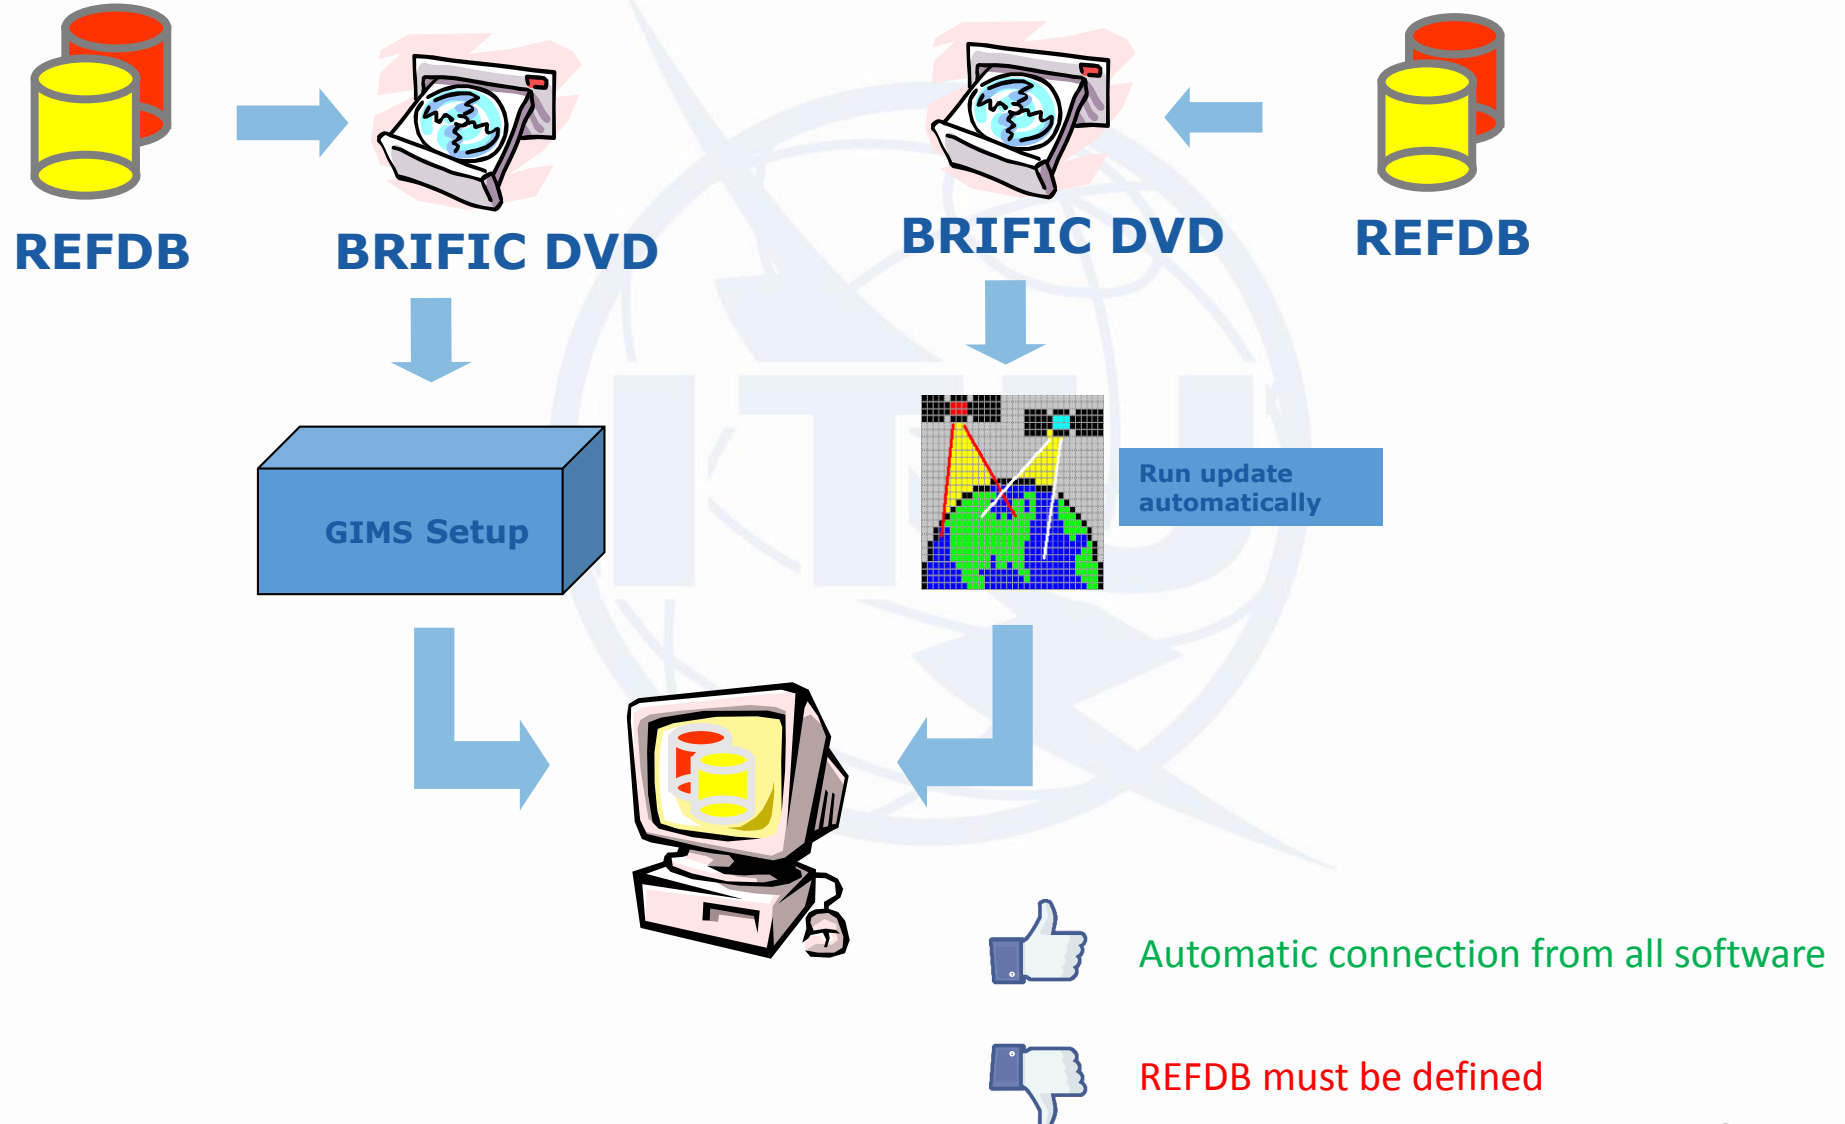 REFDB
BRIFIC DVD
BRIFIC DVD
REFDB
ITU
GIMS Setup
Run update
automatically
Automatic connection from all software
REFDB must be defined